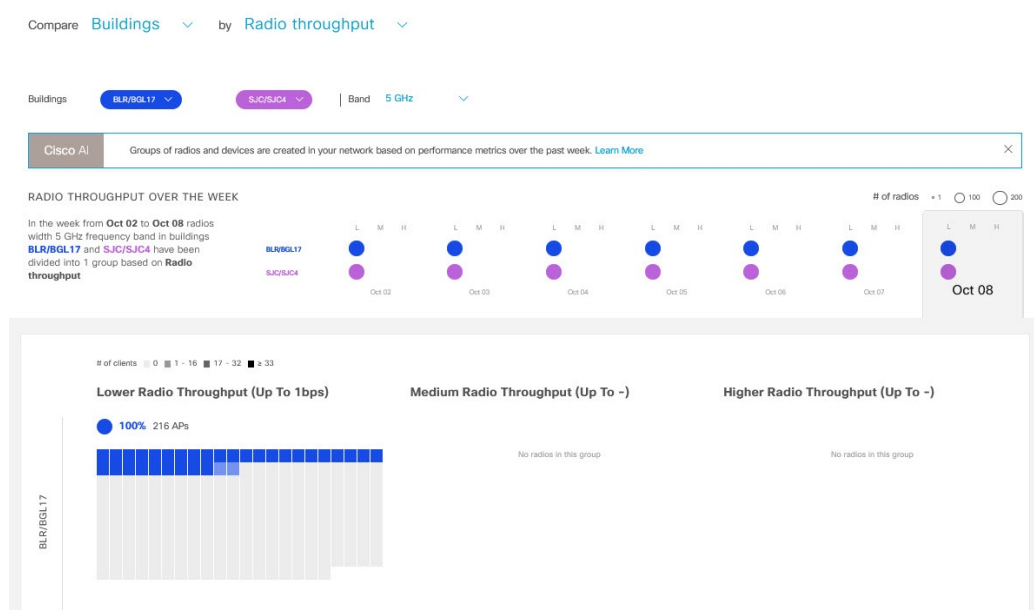 Compare Buildings by Radio throughput
Buildings BLR/BGL17 SJC/SJC4 | Band 5 GHz
Cisco AI Groups of radios and devices are created in your network based on performance metrics over the past week. Learn More
RADIO THROUGHPUT OVER THE WEEK
# of radios 1 100 200
In the week from Oct 02 to Oct 08 radios
width 5 GHz frequency band in buildings
BLR/BGL17 and SJC/SJC4 have been
divided into 1 group based on Radio
throughput
L M H L M H L M H L M H L M H L M H L M H
BLR/BGL17
SJC/SJC4
Oct 02 Oct 03 Oct 04 Oct 05 Oct 06 Oct 07 Oct 08
# of clients 0 1 - 16 17 - 32 ≥ 33
Lower Radio Throughput (Up To 1bps) Medium Radio Throughput (Up To -) Higher Radio Throughput (Up To -)
100% 216 APs
No radios in this group No radios in this group
BLR/BGL17